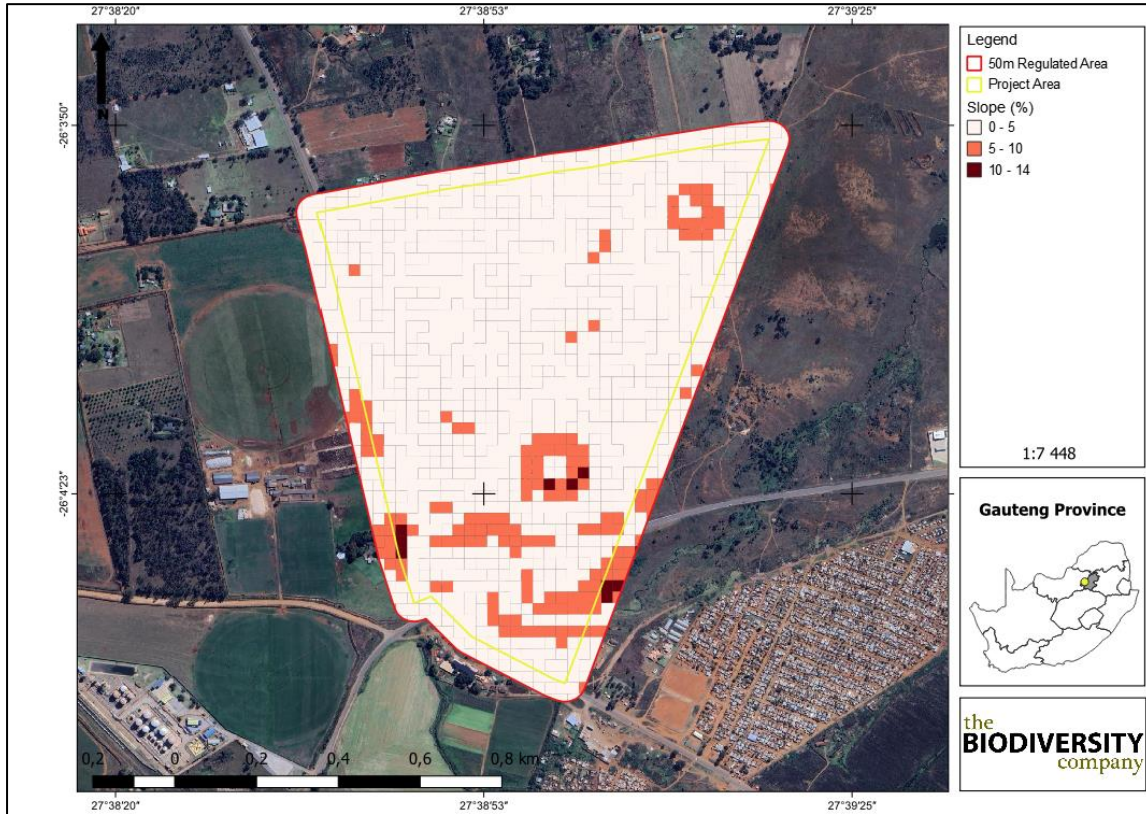 27°38'20"
27°38'53"
27°39'25"
-26°3'50"
-26°4'23"
N
0,2
0
0,2
0,4
0,6
0,8 km
27°38'20"
27°38'53"
27°39'25"
Legend
50m Regulated Area
Project Area
Slope (%)
0 - 5
5 - 10
10 - 14
1:7 448
Gauteng Province
the
BIODIVERSITY
company